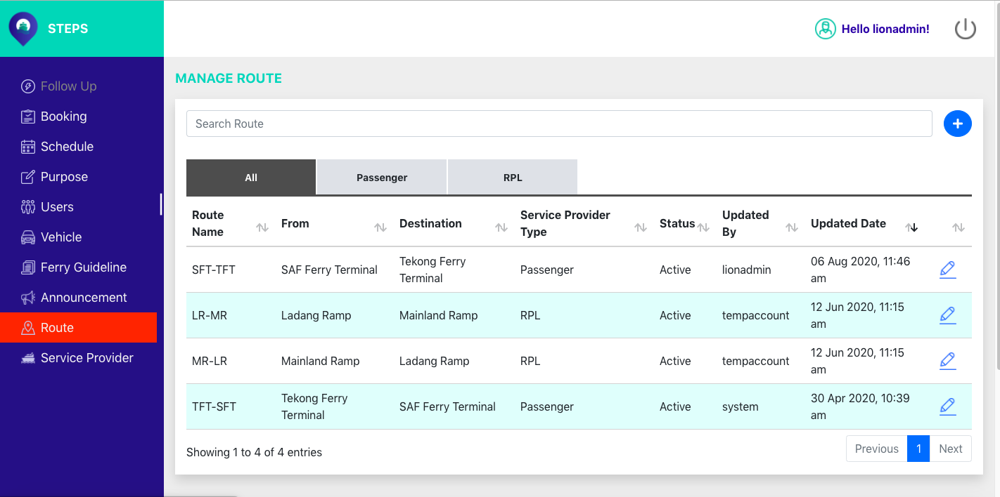 STEPS
Hello lionadmin!
Follow Up
Booking
Schedule
Purpose
Users
Vehicle
Ferry Guideline
Announcement
Route
Service Provider
MANAGE ROUTE
Search Route
All Passenger RPL
Route Name From Destination Service Provider Type Status Updated By Updated Date
SFT-TFT SAF Ferry Terminal Tekong Ferry Terminal Passenger Active lionadmin 06 Aug 2020, 11:46 am
LR-MR Ladang Ramp Mainland Ramp RPL Active tempaccount 12 Jun 2020, 11:15 am
MR-LR Mainland Ramp Ladang Ramp RPL Active tempaccount 12 Jun 2020, 11:15 am
TFT-SFT Tekong Ferry Terminal SAF Ferry Terminal Passenger Active system 30 Apr 2020, 10:39 am
Showing 1 to 4 of 4 entries
Previous 1 Next